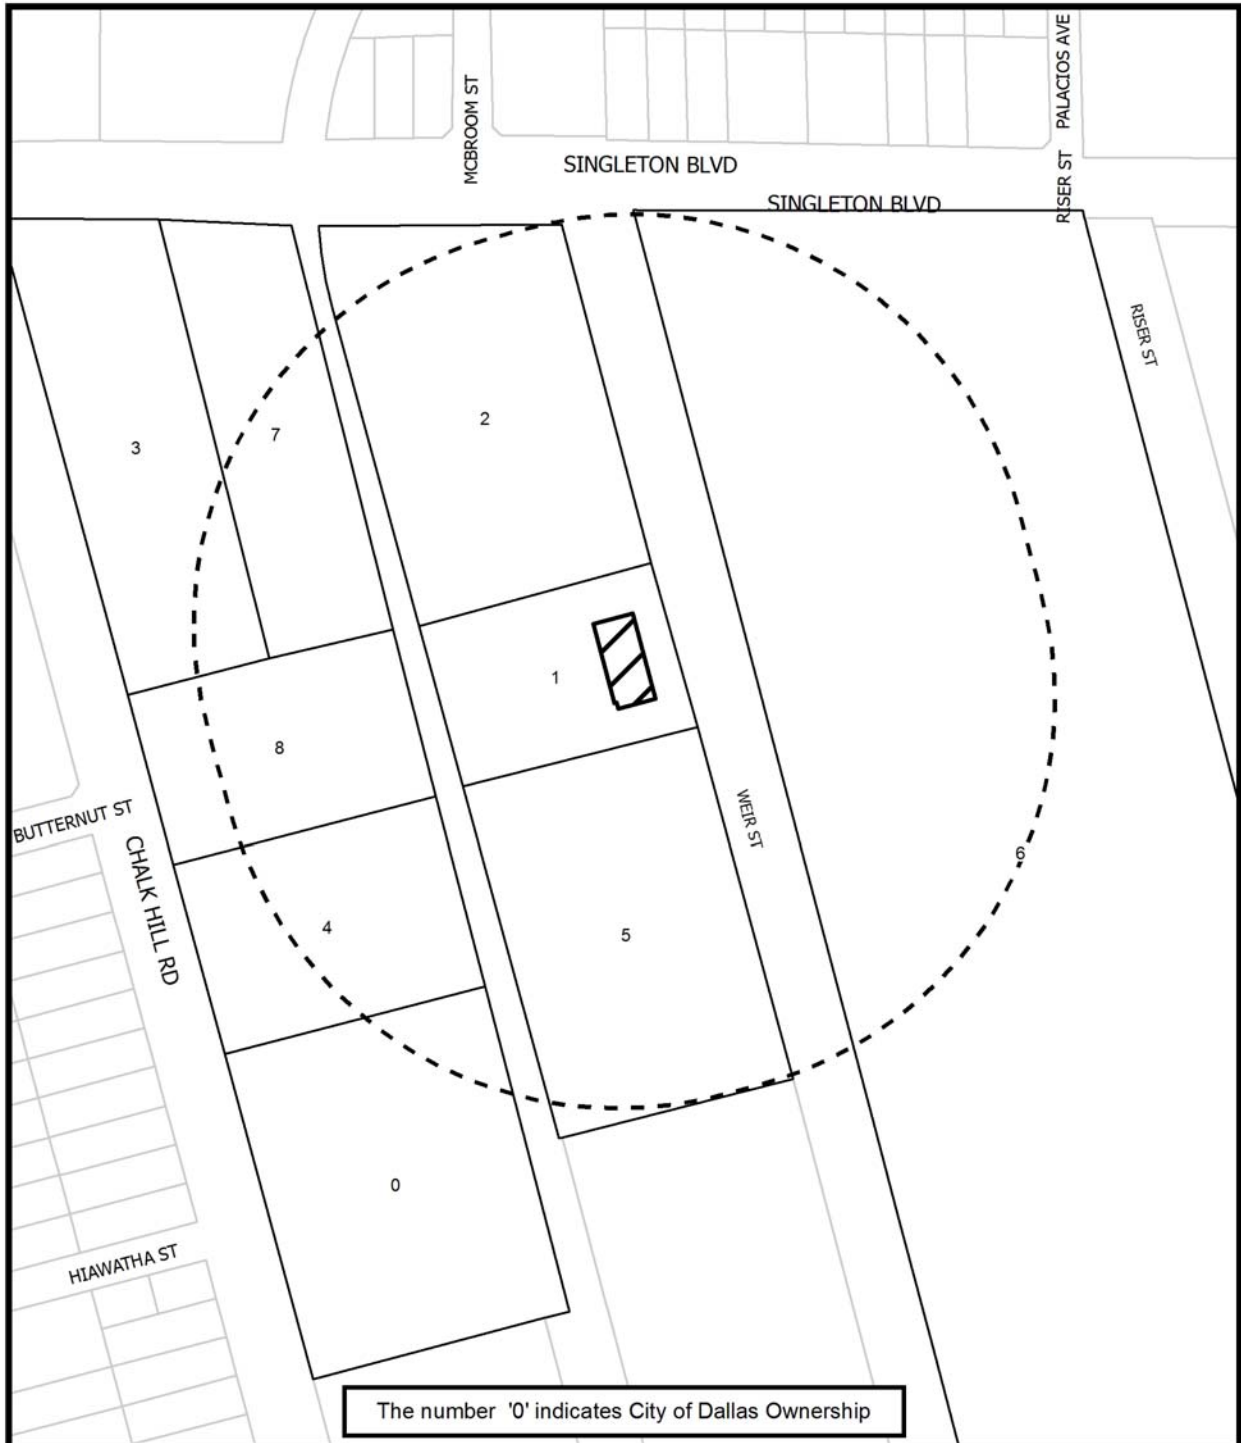 PALACIOS AVE
MCBROOM ST
SINGLETON BLVD
RISER ST
SINGLETON BLVD
RISER ST
2
7
3
1
8
BUTTERNUT ST
WEIR ST
6
CHALK HILL RD
4
5
0
HIAWATHA ST
The number '0' indicates City of Dallas Ownership